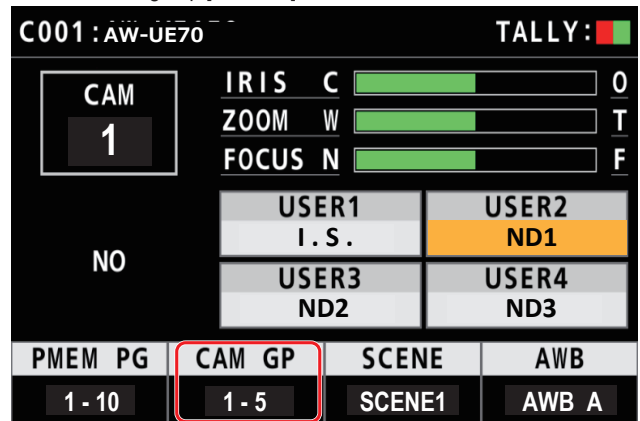 C001:AW-UE70 TALLY:
CAM
1
IRIS C O
ZOOM W T
FOCUS N F
USER1 USER2
I.S. ND1
NO
USER3 USER4
ND2 ND3
PMEM PG CAM GP SCENE AWB
1 - 10 1 - 5 SCENE1 AWB A